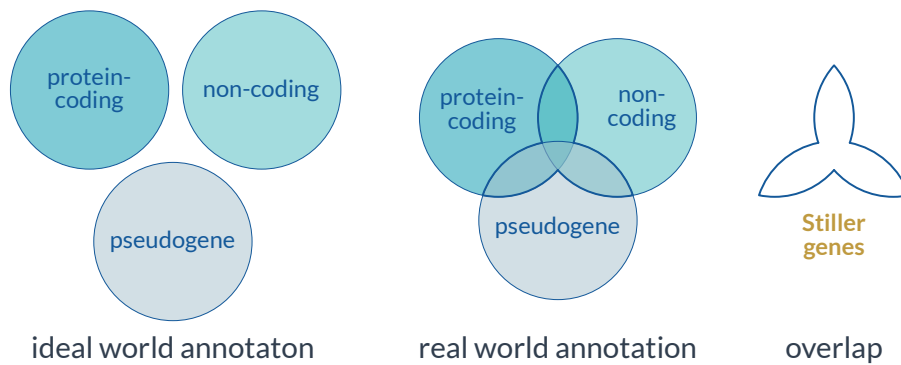 protein-
coding
non-coding
pseudogene
ideal world annotaton
protein-
coding
non-
coding
pseudogene
real world annotation
Stiller
genes
overlap